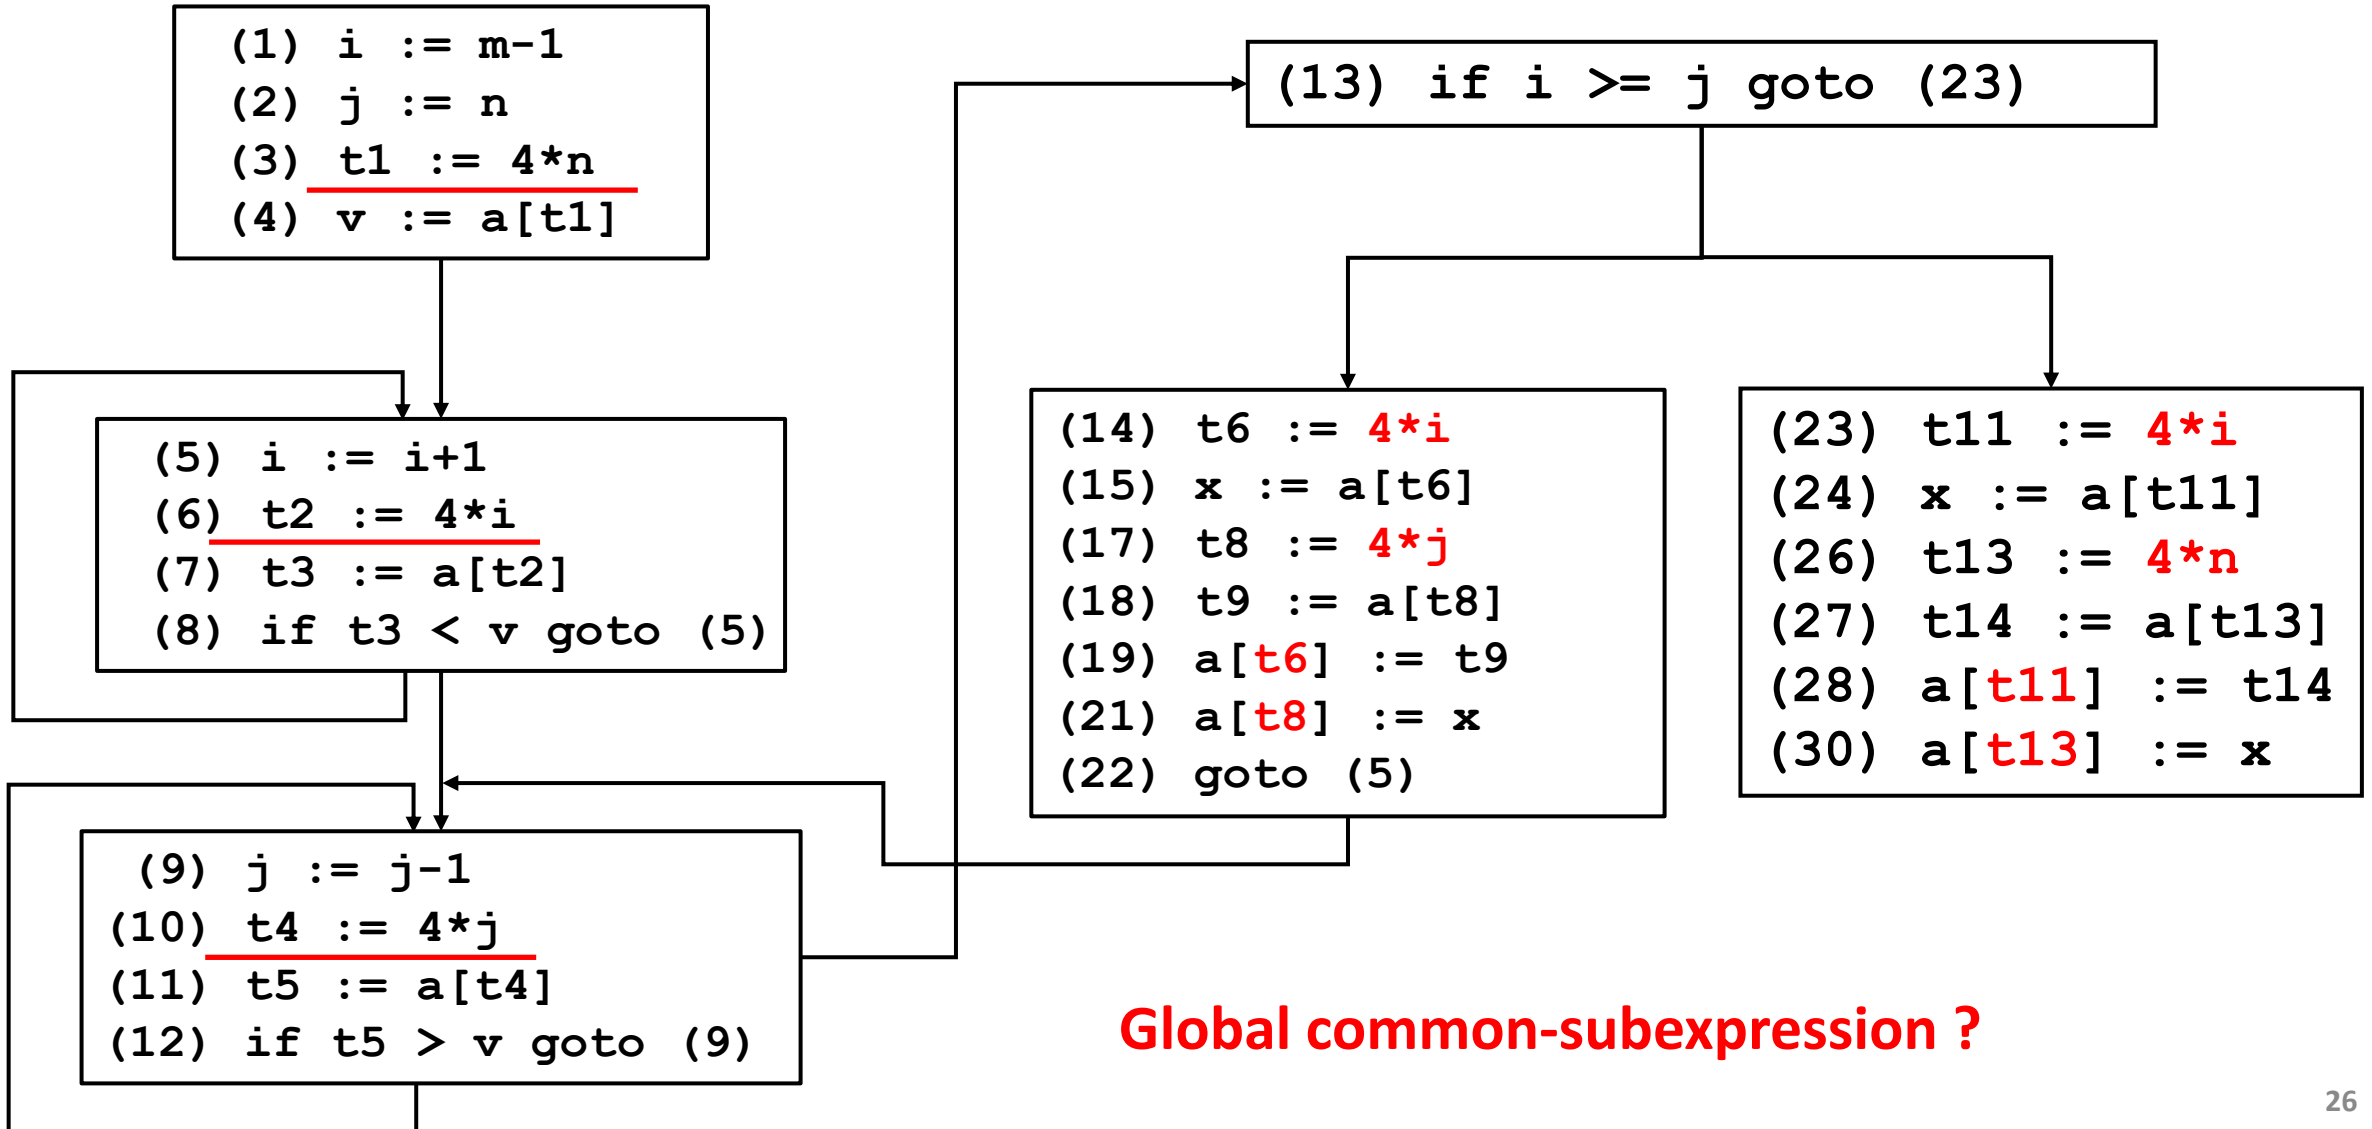 (1) i := m-1
(2) j := n
(3) t1 := 4*n
(4) v := a[t1]
(5) i := i+1
(6) t2 := 4*i
(7) t3 := a[t2]
(8) if t3 < v goto (5)
(9) j := j-1
(10) t4 := 4*j
(11) t5 := a[t4]
(12) if t5 > v goto (9)
(13) if i >= j goto (23)
(14) t6 := 4*i
(15) x := a[t6]
(17) t8 := 4*j
(18) t9 := a[t8]
(19) a[t6] := t9
(21) a[t8] := x
(22) goto (5)
(23) t11 := 4*i
(24) x := a[t11]
(26) t13 := 4*n
(27) t14 := a[t13]
(28) a[t11] := t14
(30) a[t13] := x
Global common-subexpression ?
26